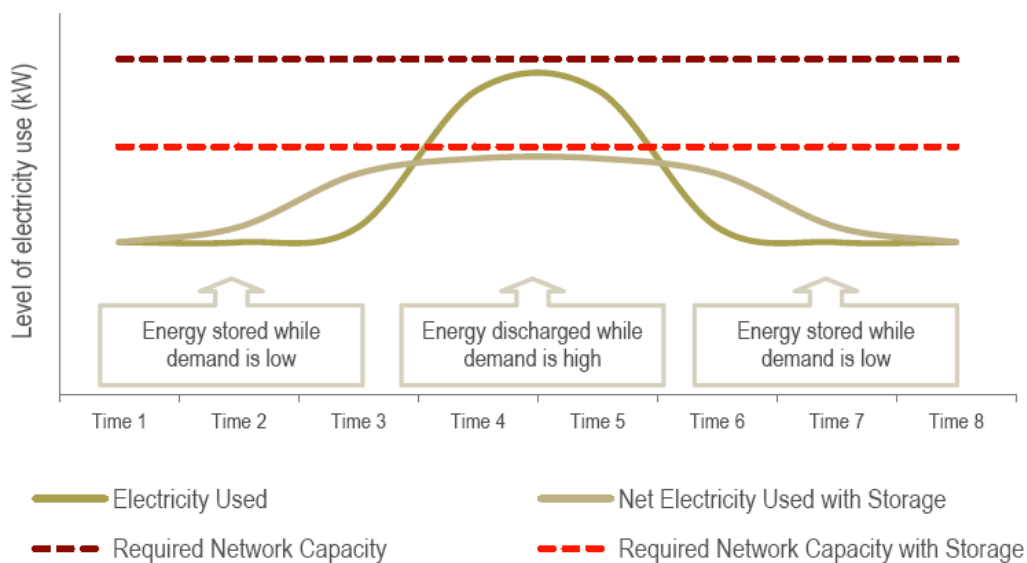 Level of electricity use (kW)
Energy stored while
demand is low
Energy discharged while
demand is high
Energy stored while
demand is low
Time 1
Time 2
Time 3
Time 4
Time 5
Time 6
Time 7
Time 8
Electricity Used
Net Electricity Used with Storage
Required Network Capacity
Required Network Capacity with Storage